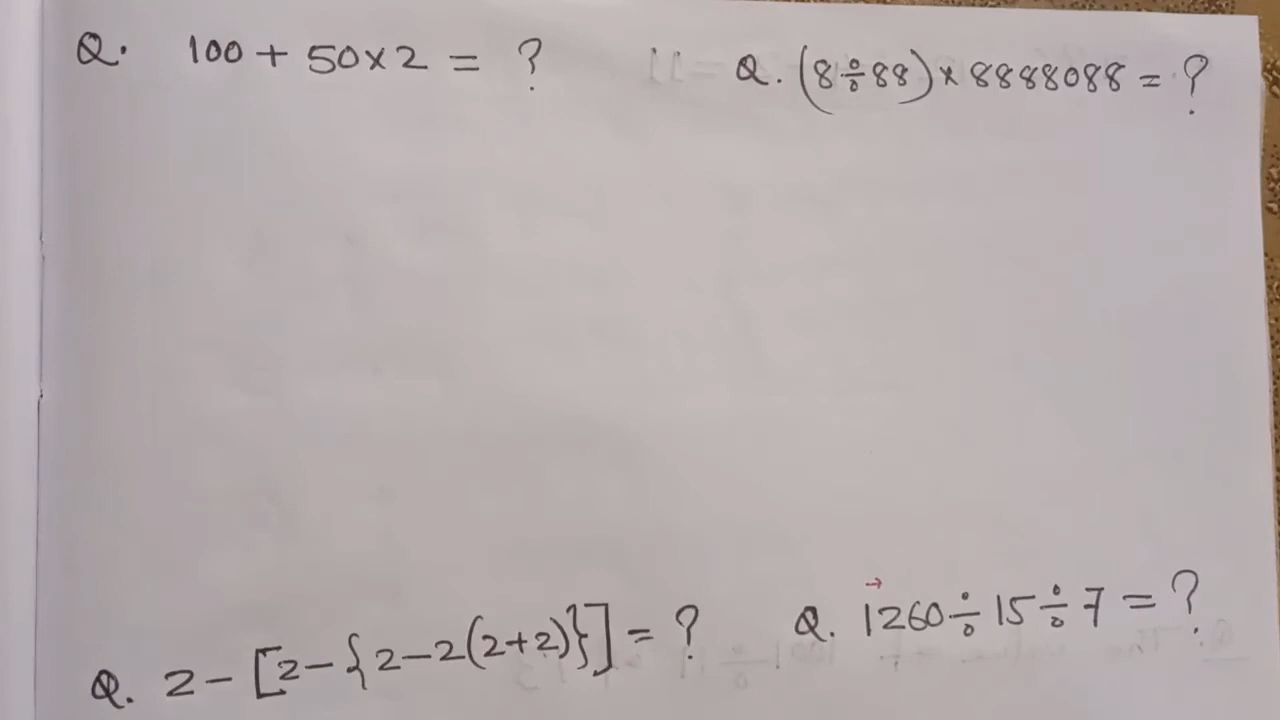 Q. 100 + 50 × 2 = ?
Q. (8 ÷ 88) × 8888088 = ?
Q. 2 - [2 - {2 - 2(2+2)}] = ?
Q. 1260 ÷ 15 ÷ 7 = ?